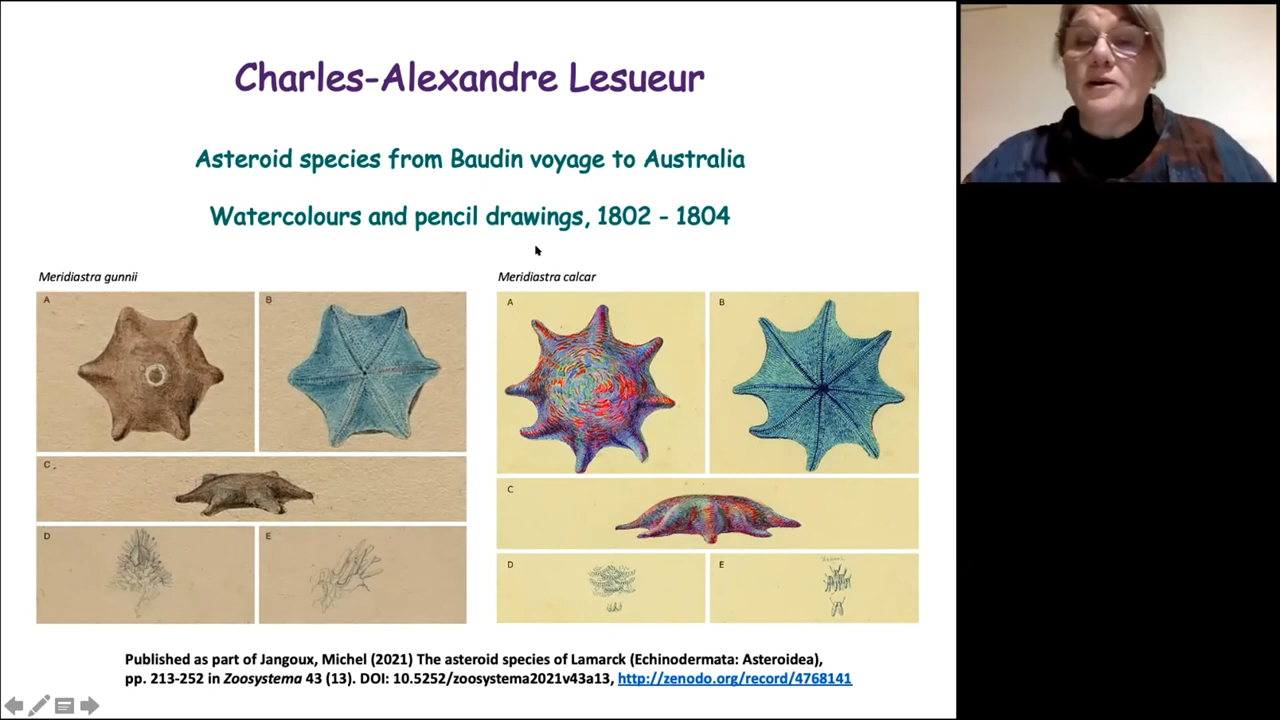 Charles-Alexandre Lesueur
Asteroid species from Baudin voyage to Australia
Watercolours and pencil drawings, 1802 - 1804
Meridiastra gunnii
A
B
C
D
E
Meridiastra calcar
A
B
C
D
E
Published as part of Jangoux, Michel (2021) The asteroid species of Lamarck (Echinodermata: Asteroidea),
pp. 213-252 in Zoosystema 43 (13). DOI: 10.5252/zoosystema2021v43a13, http://zenodo.org/record/4768141